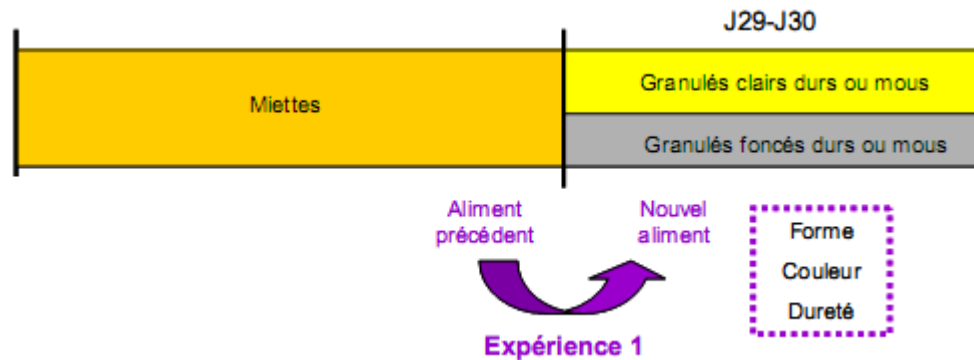 J29-J30
Miettes
Granulés clairs durs ou mous
Granulés foncés durs ou mous
Aliment
précédent
Nouvel
aliment
Forme
Couleur
Dureté
Expérience 1